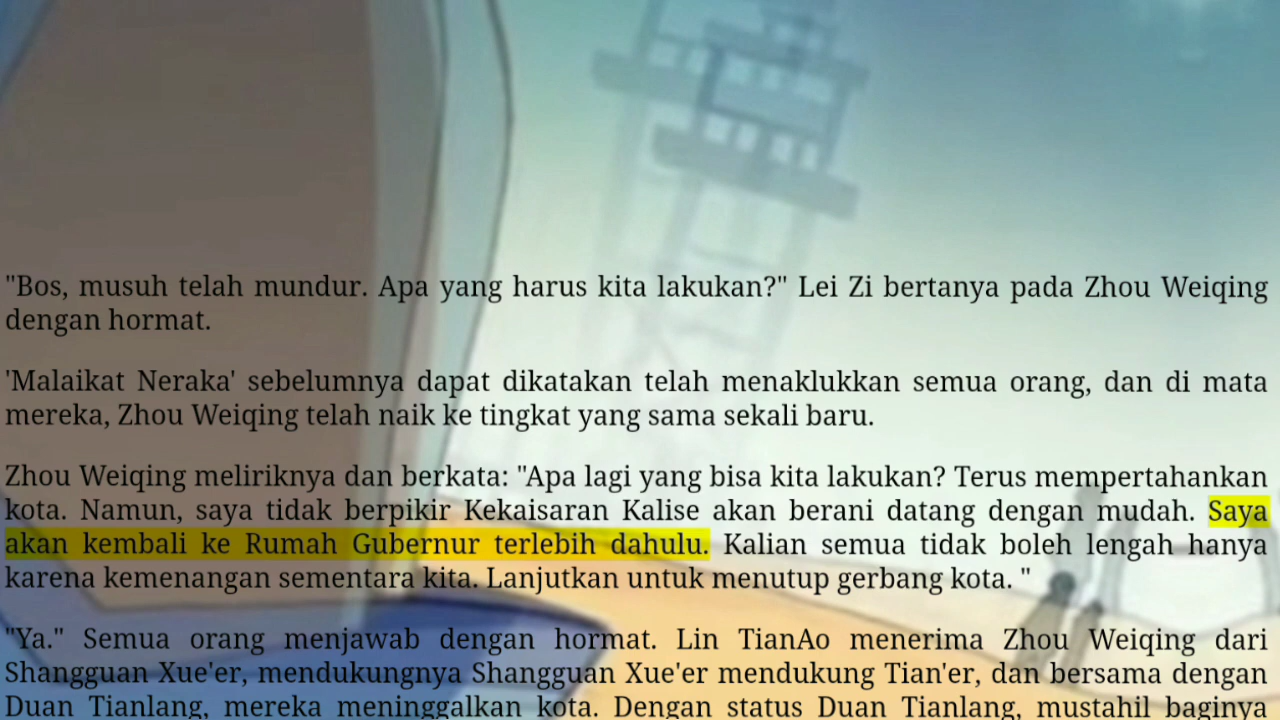 "Bos, musuh telah mundur. Apa yang harus kita lakukan?" Lei Zi bertanya pada Zhou Weiqing
dengan hormat.
'Malaikat Neraka' sebelumnya dapat dikatakan telah menaklukkan semua orang, dan di mata
mereka, Zhou Weiqing telah naik ke tingkat yang sama sekali baru.
Zhou Weiqing meliriknya dan berkata: "Apa lagi yang bisa kita lakukan? Terus mempertahankan
kota. Namun, saya tidak berpikir Kekaisaran Kalise akan berani datang dengan mudah. Saya
akan kembali ke Rumah Gubernur terlebih dahulu. Kalian semua tidak boleh lengah hanya
karena kemenangan sementara kita. Lanjutkan untuk menutup gerbang kota. "
"Ya." Semua orang menjawab dengan hormat. Lin TianAo menerima Zhou Weiqing dari
Shangguan Xue'er, mendukungnya Shangguan Xue'er mendukung Tian'er, dan bersama dengan
Duan Tianlang, mereka meninggalkan kota. Dengan status Duan Tianlang, mustahil baginya